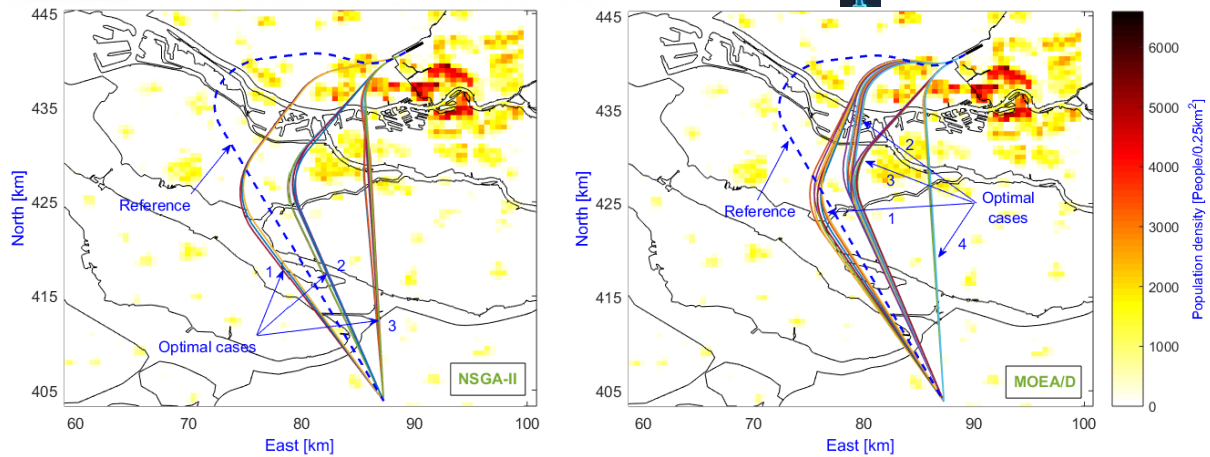 445
435
425
415
405
North [km]
60
70
80
90
100
East [km]
Reference
1
2
3
Optimal cases
NSGA-II
445
435
425
415
405
North [km]
60
70
80
90
100
East [km]
Reference
2
3
1
4
Optimal
cases
MOEA/D
6000
5000
4000
3000
2000
1000
0
Population density [People/0.25km²]